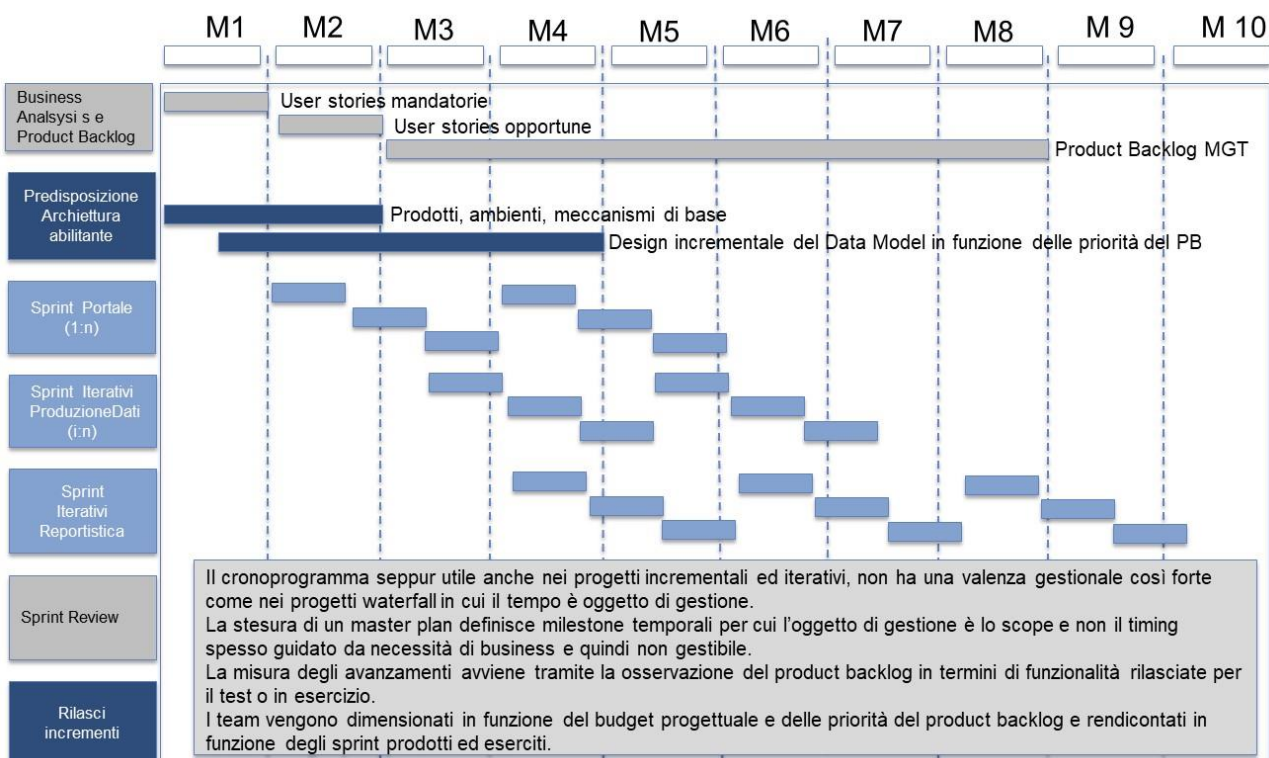 M1 M2 M3 M4 M5 M6 M7 M8 M 9 M 10
Business
Analsysi s e
Product Backlog
User stories mandatorie
User stories opportune
Product Backlog MGT
Predisposizione
Archiettura
abilitante
Prodotti, ambienti, meccanismi di base
Design incrementale del Data Model in funzione delle priorità del PB
Sprint Portale
(1:n)
Sprint Iterativi
ProduzioneDati
(i:n)
Sprint
Iterativi
Reportistica
Sprint Review
Rilasci
incrementi
Il cronoprogramma seppur utile anche nei progetti incrementali ed iterativi, non ha una valenza gestionale così forte
come nei progetti waterfall in cui il tempo è oggetto di gestione.
La stesura di un master plan definisce milestone temporali per cui l'oggetto di gestione è lo scope e non il timing
spesso guidato da necessità di business e quindi non gestibile.
La misura degli avanzamenti avviene tramite la osservazione del product backlog in termini di funzionalità rilasciate per
il test o in esercizio.
I team vengono dimensionati in funzione del budget progettuale e delle priorità del product backlog e rendicontati in
funzione degli sprint prodotti ed eserciti.